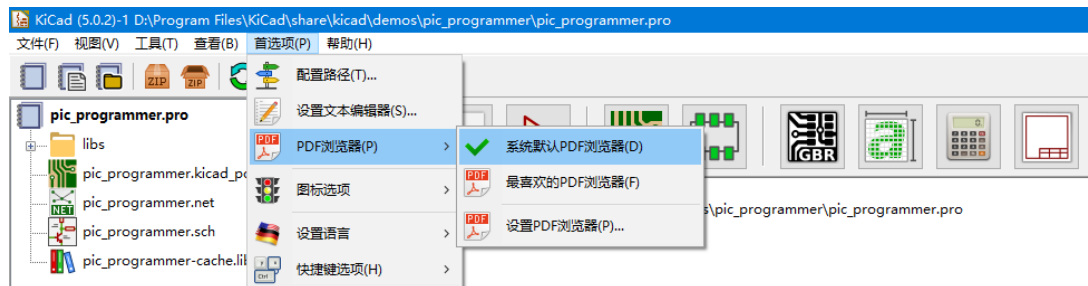 KiCad (5.0.2)-1 D:\Program Files\KiCad\share\kicad\demos\pic_programmer\pic_programmer.pro
文件(F) 视图(V) 工具(T) 查看(B) 首选项(P) 帮助(H)
ZIP ZIP
配置路径(T)...
pic_programmer.pro
设置文本编辑器(S)...
libs
PDF PDF浏览器(P)
系统默认PDF浏览器(D)
GBR
a
0.
pic_programmer.kicad_pc
PDF 最喜欢的PDF浏览器(F)
图标选项
NET pic_programmer.net
s\pic_programmer\pic_programmer.pro
PDF 设置PDF浏览器(P)...
pic_programmer.sch
设置语言
pic_programmer-cache.lib
Ctrl 快捷键选项(H)